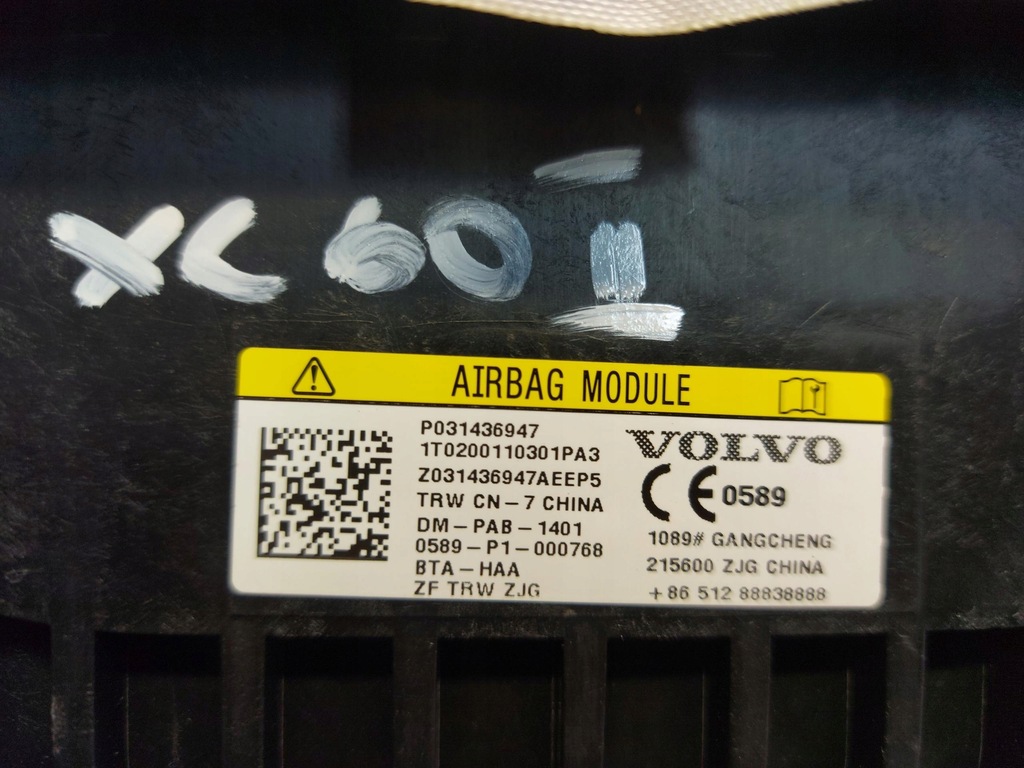 XC60 II
AIRBAG MODULE
P031436947
1T0200110301PA3
Z031436947AEEP5
TRW CN-7 CHINA
DM-PAB-1401
0589-P1-000768
BTA-HAA
ZF TRW ZJG
VOLVO
CE 0589
1089# GANGCHENG
215600 ZJG CHINA
+86 512 88838888